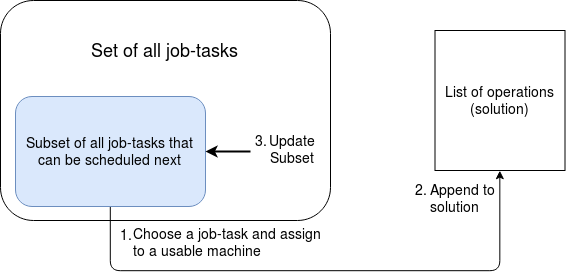 Set of all job-tasks
Subset of all job-tasks that
can be scheduled next
3. Update
Subset
List of operations
(solution)
2. Append to
solution
1. Choose a job-task and assign
to a usable machine